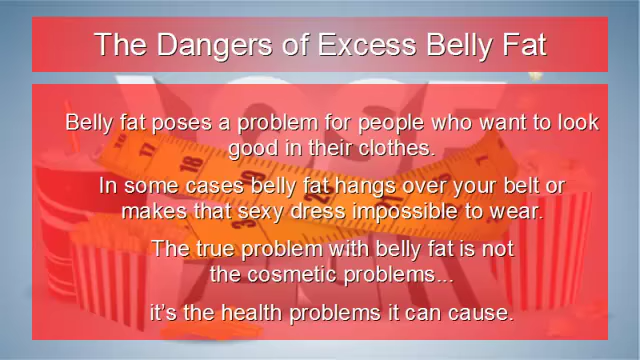 The Dangers of Excess Belly Fat
Belly fat poses a problem for people who want to look
good in their clothes.
In some cases belly fat hangs over your belt or
makes that sexy dress impossible to wear.
The true problem with belly fat is not
the cosmetic problems...
it's the health problems it can cause.